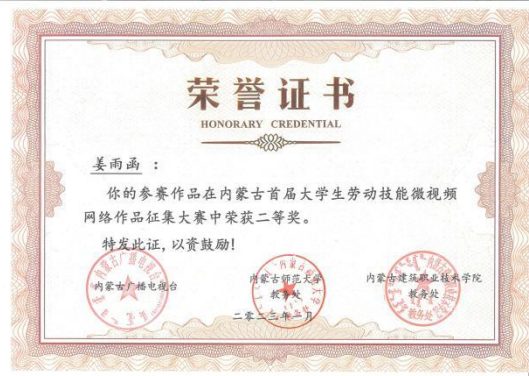 荣誉证书
HONORARY CREDENTIAL
姜雨函：
你的参赛作品在内蒙古首届大学生劳动技能微视频
网络作品征集大赛中荣获二等奖。
特发此证,以资鼓励!
内蒙古广播电视台
内蒙古师范大学
教务处
内蒙古建筑职业技术学院
教务处
二零二三年一月